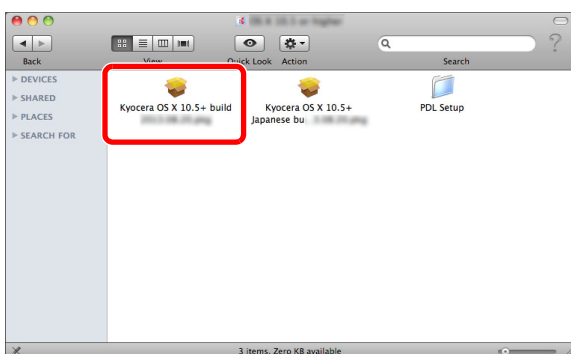 Back
View
Quick Look
Action
Search
DEVICES
SHARED
PLACES
SEARCH FOR
Kyocera OS X 10.5+ build
Kyocera OS X 10.5+
Japanese bu...
PDL Setup
3 items, Zero KB available